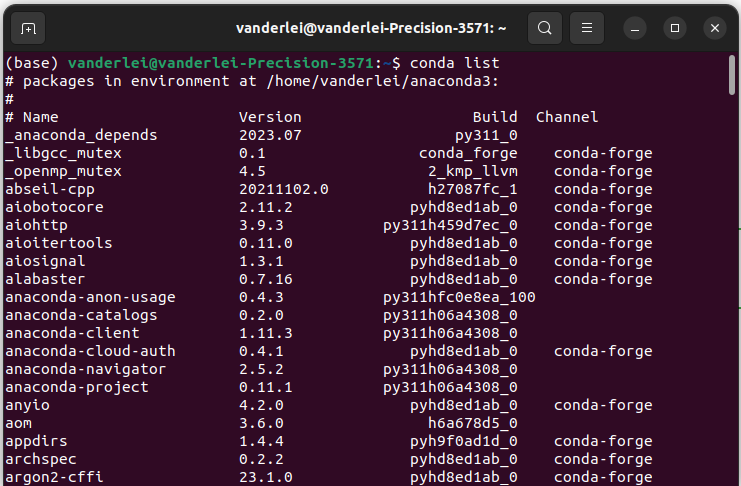 vanderlei@vanderlei-Precision-3571: ~
(base) vanderlei@vanderlei-Precision-3571:~$ conda list
# packages in environment at /home/vanderlei/anaconda3:
#
# Name                    Version                   Build  Channel
_anaconda_depends         2023.07                 py311_0
_libgcc_mutex             0.1                 conda_forge    conda-forge
_openmp_mutex             4.5                  2_kmp_llvm    conda-forge
abseil-cpp                20211102.0           h27087fc_1    conda-forge
aiobotocore               2.11.2             pyhd8ed1ab_0    conda-forge
aiohttp                   3.9.3           py311h459d7ec_0    conda-forge
aioitertools              0.11.0             pyhd8ed1ab_0    conda-forge
aiosignal                 1.3.1              pyhd8ed1ab_0    conda-forge
alabaster                 0.7.16             pyhd8ed1ab_0    conda-forge
anaconda-anon-usage       0.4.3           py311hfc0e8ea_100
anaconda-catalogs         0.2.0           py311h06a4308_0
anaconda-client           1.11.3          py311h06a4308_0
anaconda-cloud-auth       0.4.1              pyhd8ed1ab_0    conda-forge
anaconda-navigator        2.5.2           py311h06a4308_0
anaconda-project          0.11.1          py311h06a4308_0
anyio                     4.2.0              pyhd8ed1ab_0    conda-forge
aom                       3.6.0                h6a678d5_0
appdirs                   1.4.4              pyh9f0ad1d_0    conda-forge
archspec                  0.2.2              pyhd8ed1ab_0    conda-forge
argon2-cffi               23.1.0             pyhd8ed1ab_0    conda-forge